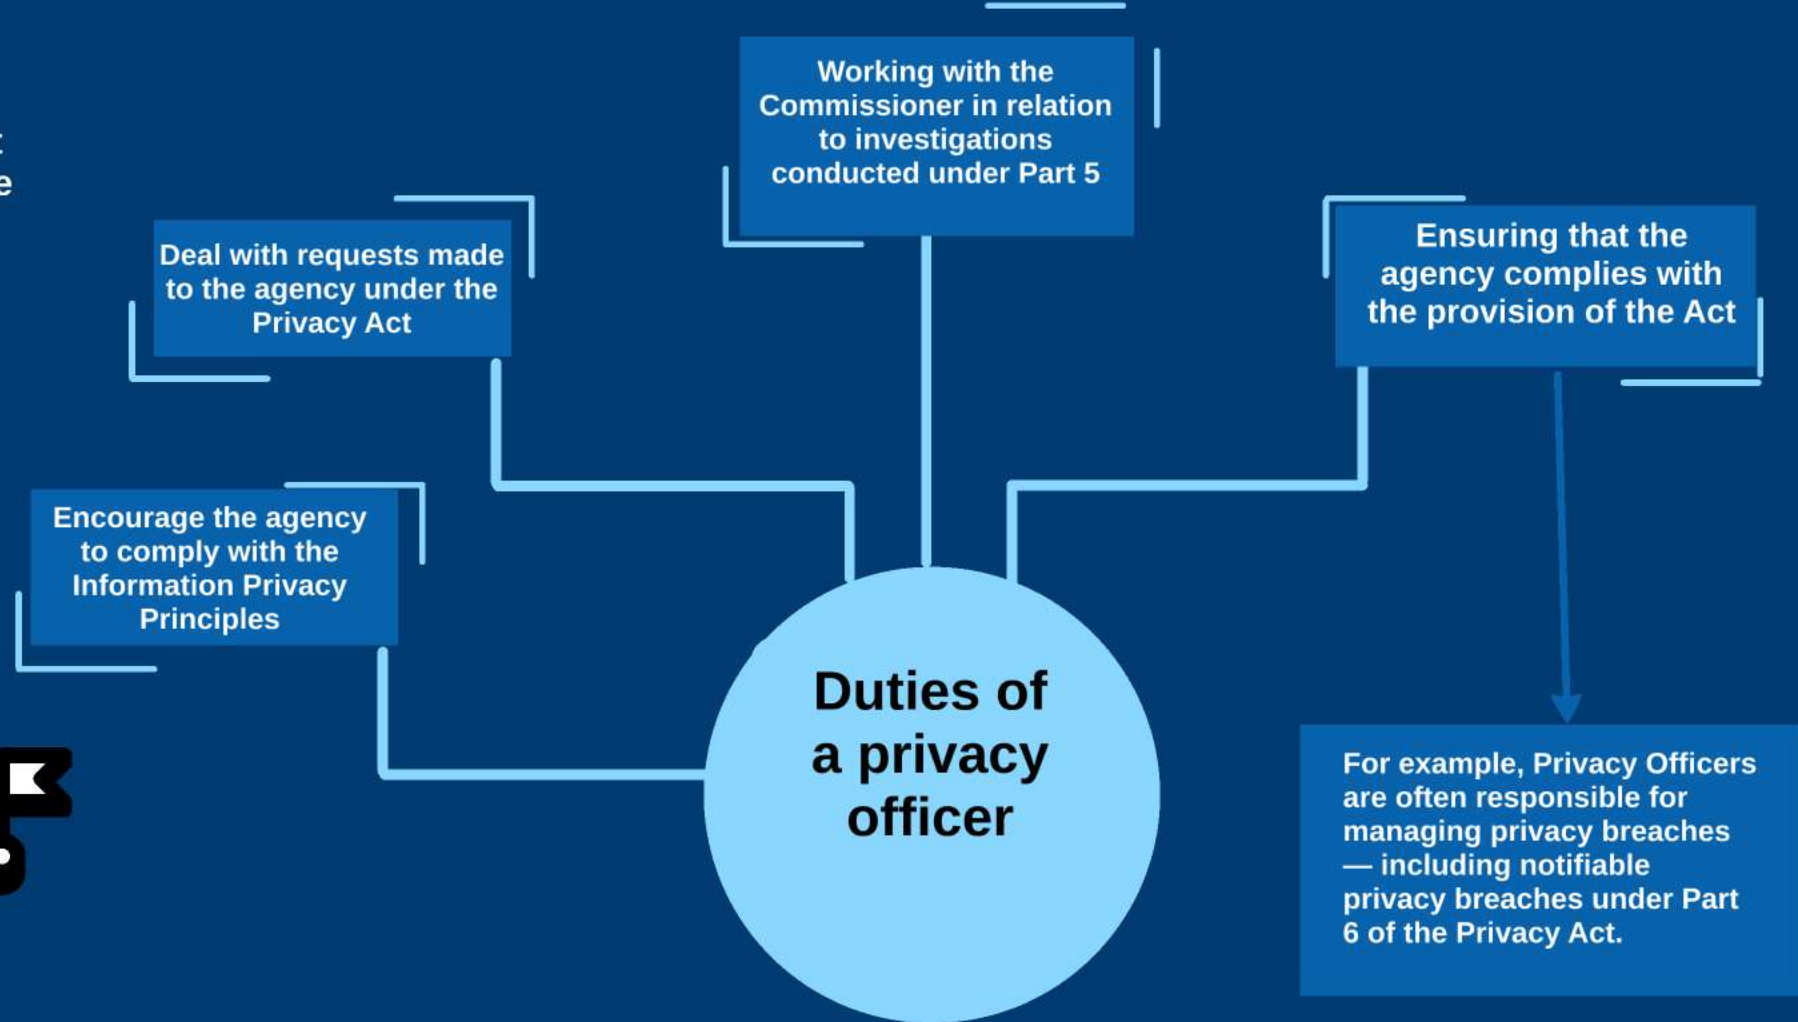 Working with the
Commissioner in relation
to investigations
conducted under Part 5
Deal with requests made
to the agency under the
Privacy Act
Ensuring that the
agency complies with
the provision of the Act
Encourage the agency
to comply with the
Information Privacy
Principles
Duties of
a privacy
officer
For example, Privacy Officers
are often responsible for
managing privacy breaches
— including notifiable
privacy breaches under Part
6 of the Privacy Act.